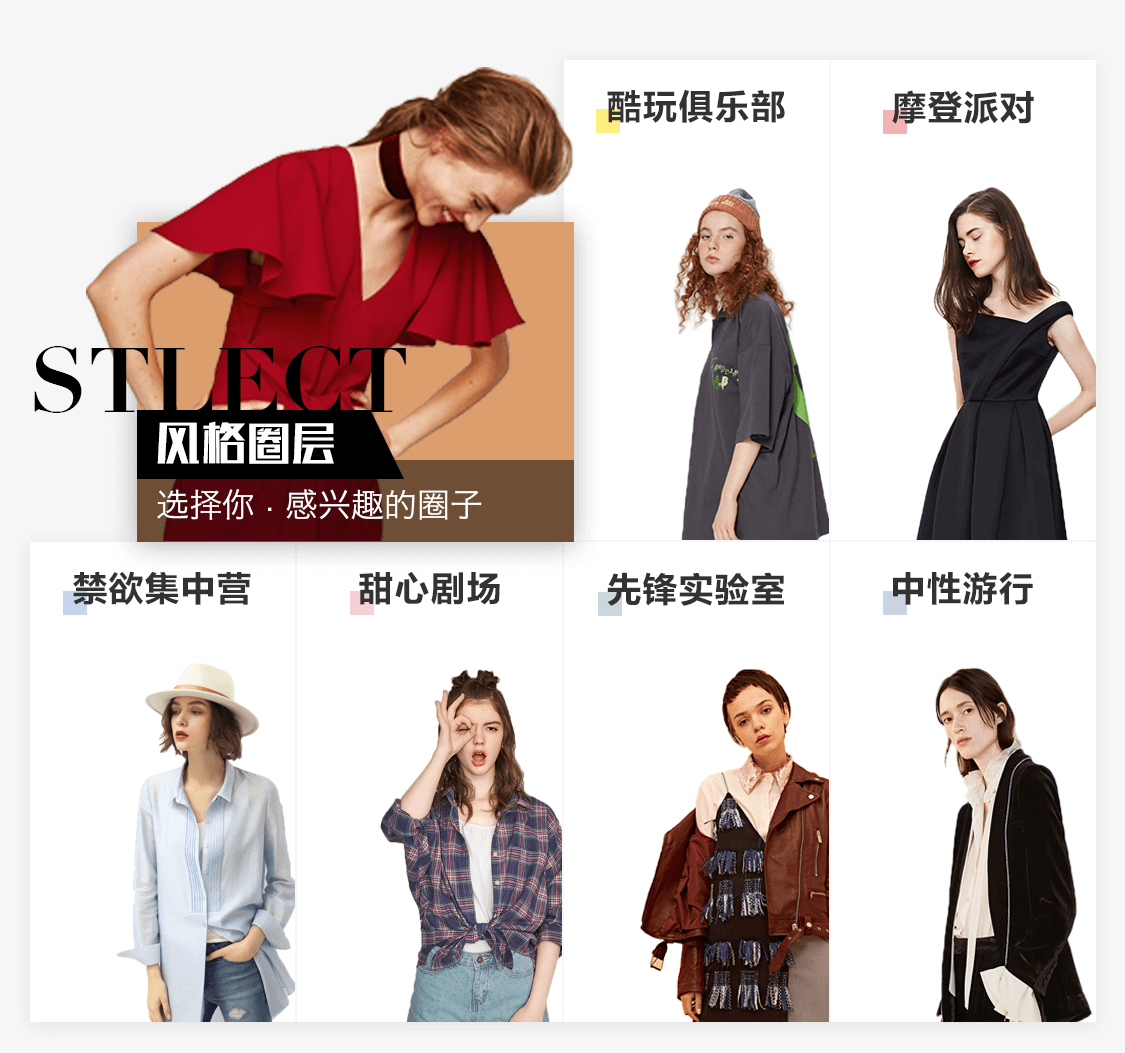 酷玩俱乐部
摩登派对
STLECT
风格圈层
选择你 · 感兴趣的圈子
禁欲集中营
甜心剧场
先锋实验室
中性游行